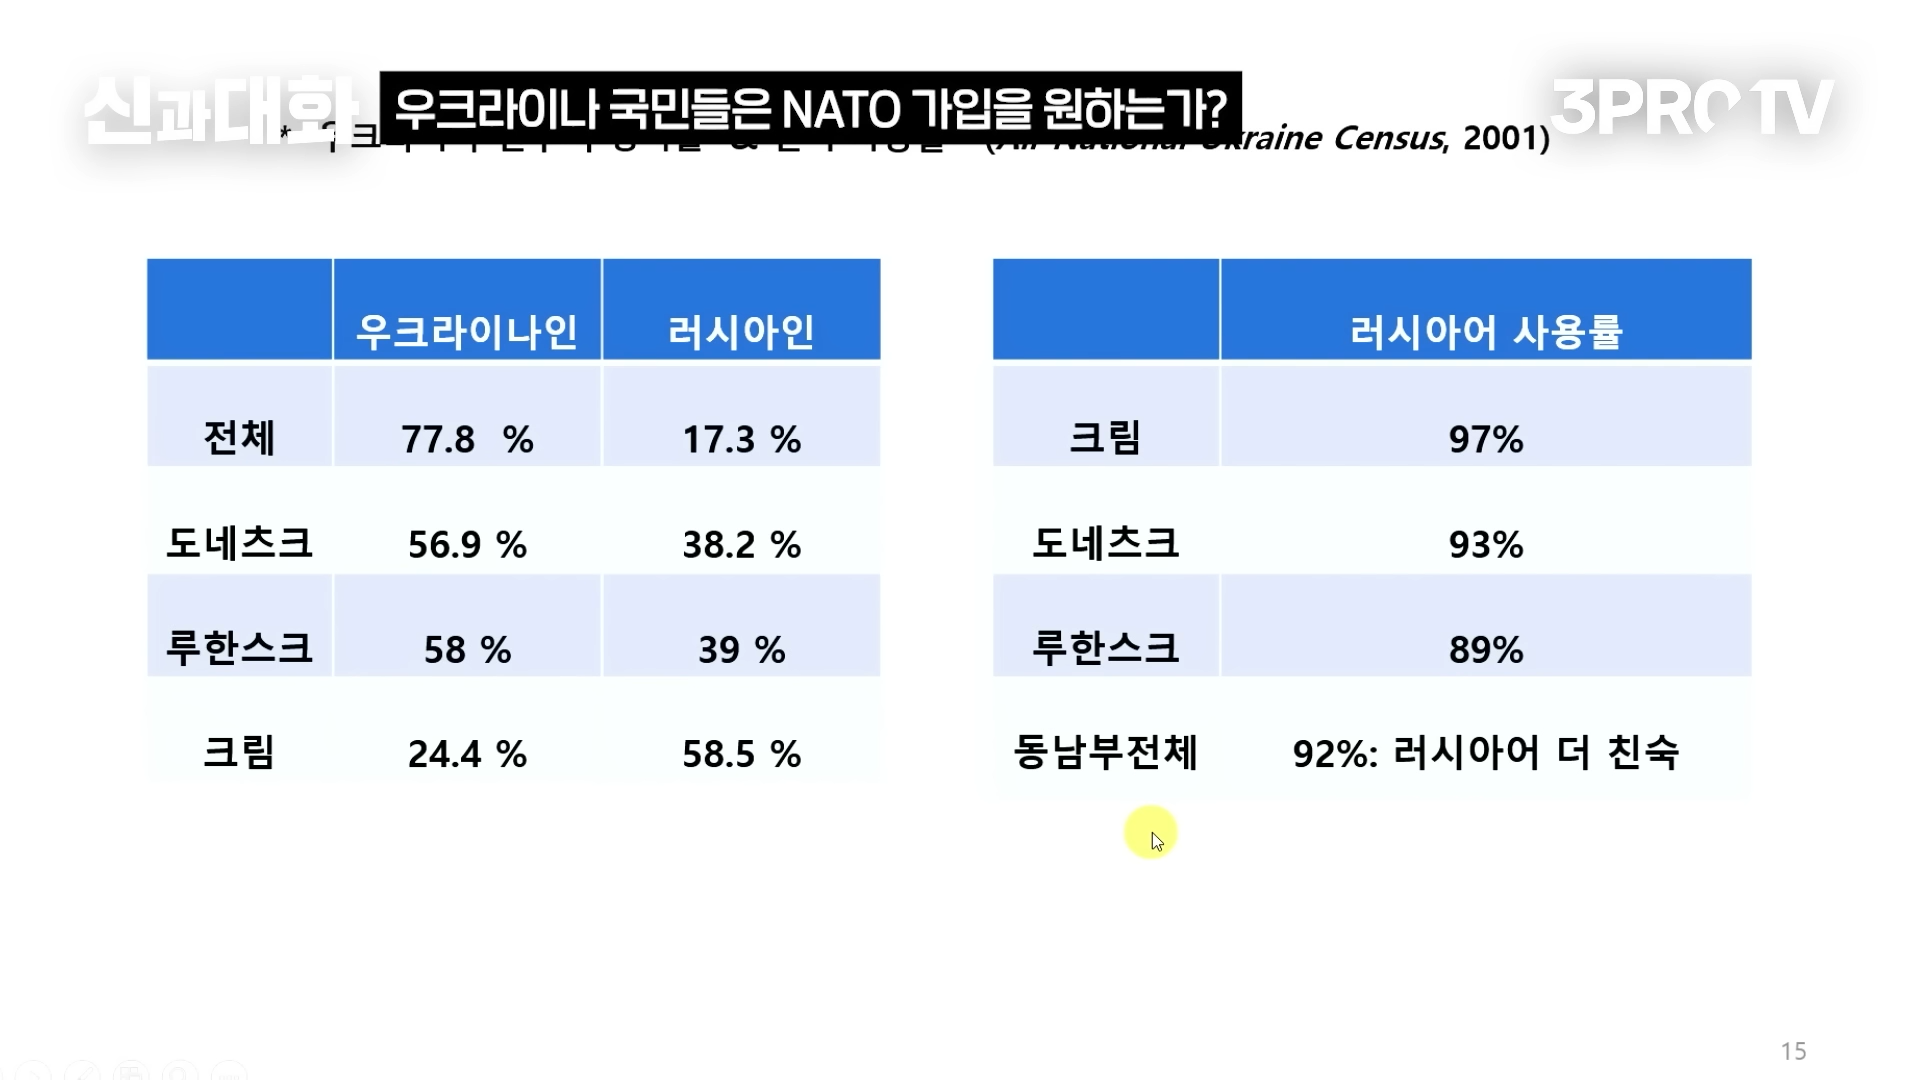 신과대화
우크라이나 국민들은 NATO 가입을 원하는가?
3PRO TV
Ukraine Census, 2001)
우크라이나인 러시아인
전체 77.8 % 17.3 %
도네츠크 56.9 % 38.2 %
루한스크 58 % 39 %
크림 24.4 % 58.5 %
러시아어 사용률
크림 97%
도네츠크 93%
루한스크 89%
동남부전체 92%: 러시아어 더 친숙
15